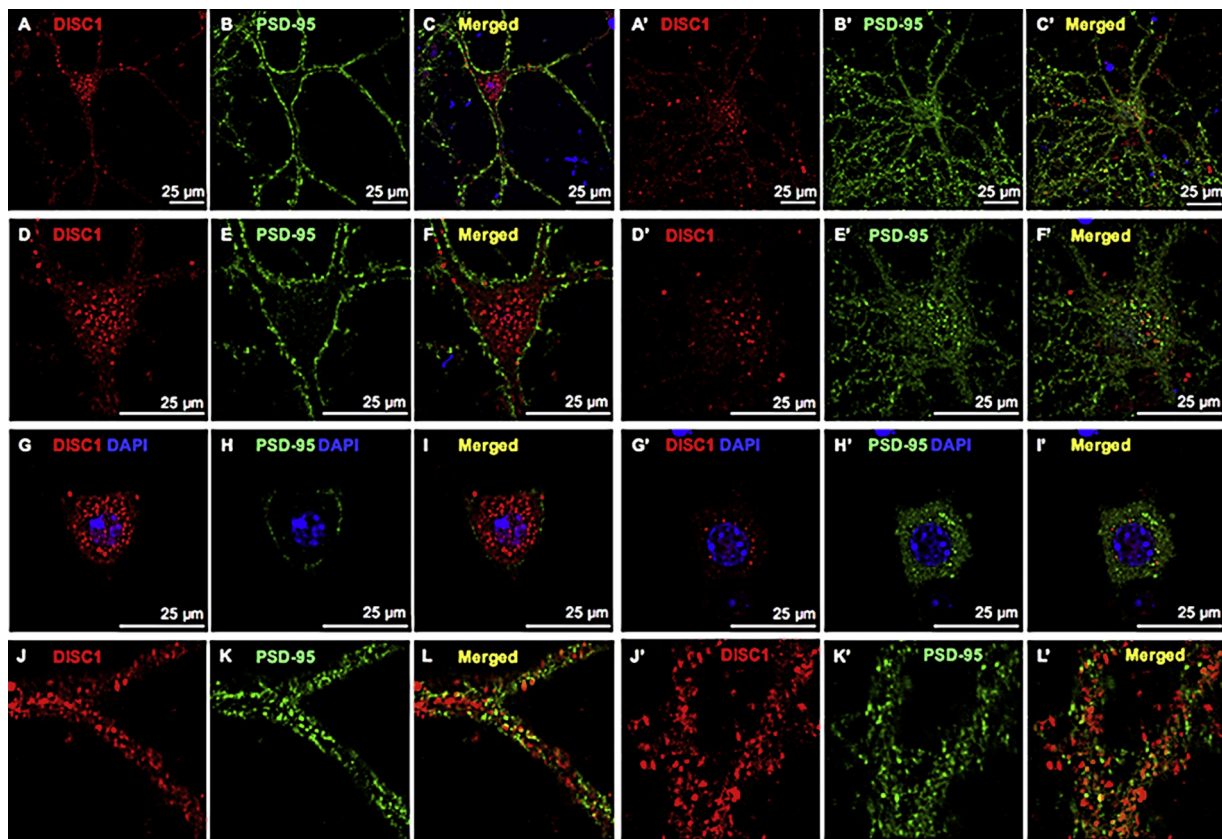 A DISC1
25 µm
B PSD-95
25 µm
C Merged
25 µm
A' DISC1
25 µm
B' PSD-95
25 µm
C' Merged
25 µm
D DISC1
25 µm
E PSD-95
25 µm
F Merged
25 µm
D' DISC1
25 µm
E' PSD-95
25 µm
F' Merged
25 µm
G DISC1 DAPI
25 µm
H PSD-95 DAPI
25 µm
I Merged
25 µm
G' DISC1 DAPI
25 µm
H' PSD-95 DAPI
25 µm
I' Merged
25 µm
J DISC1
K PSD-95
L Merged
J' DISC1
K' PSD-95
L' Merged